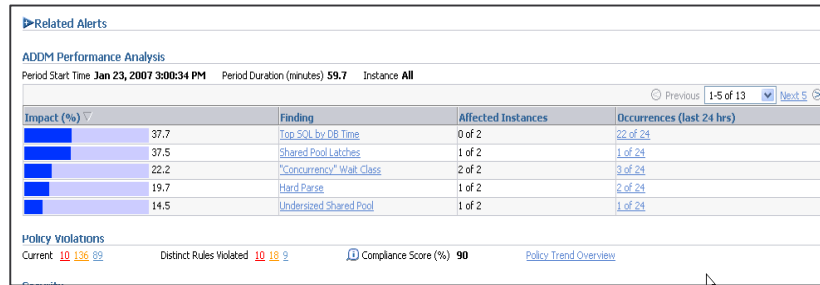 Related Alerts
ADDM Performance Analysis
Period Start Time Jan 23, 2007 3:00:34 PM Period Duration (minutes) 59.7 Instance All
Previous 1-5 of 13 Next 5
Impact (%) Finding Affected Instances Occurrences (last 24 hrs)
37.7 Top SQL by DB Time 0 of 2 22 of 24
37.5 Shared Pool Latches 1 of 2 1 of 24
22.2 "Concurrency" Wait Class 2 of 2 3 of 24
19.7 Hard Parse 1 of 2 2 of 24
14.5 Undersized Shared Pool 1 of 2 1 of 24
Policy Violations
Current 10 136 89 Distinct Rules Violated 10 18 9 Compliance Score (%) 90 Policy Trend Overview
Security